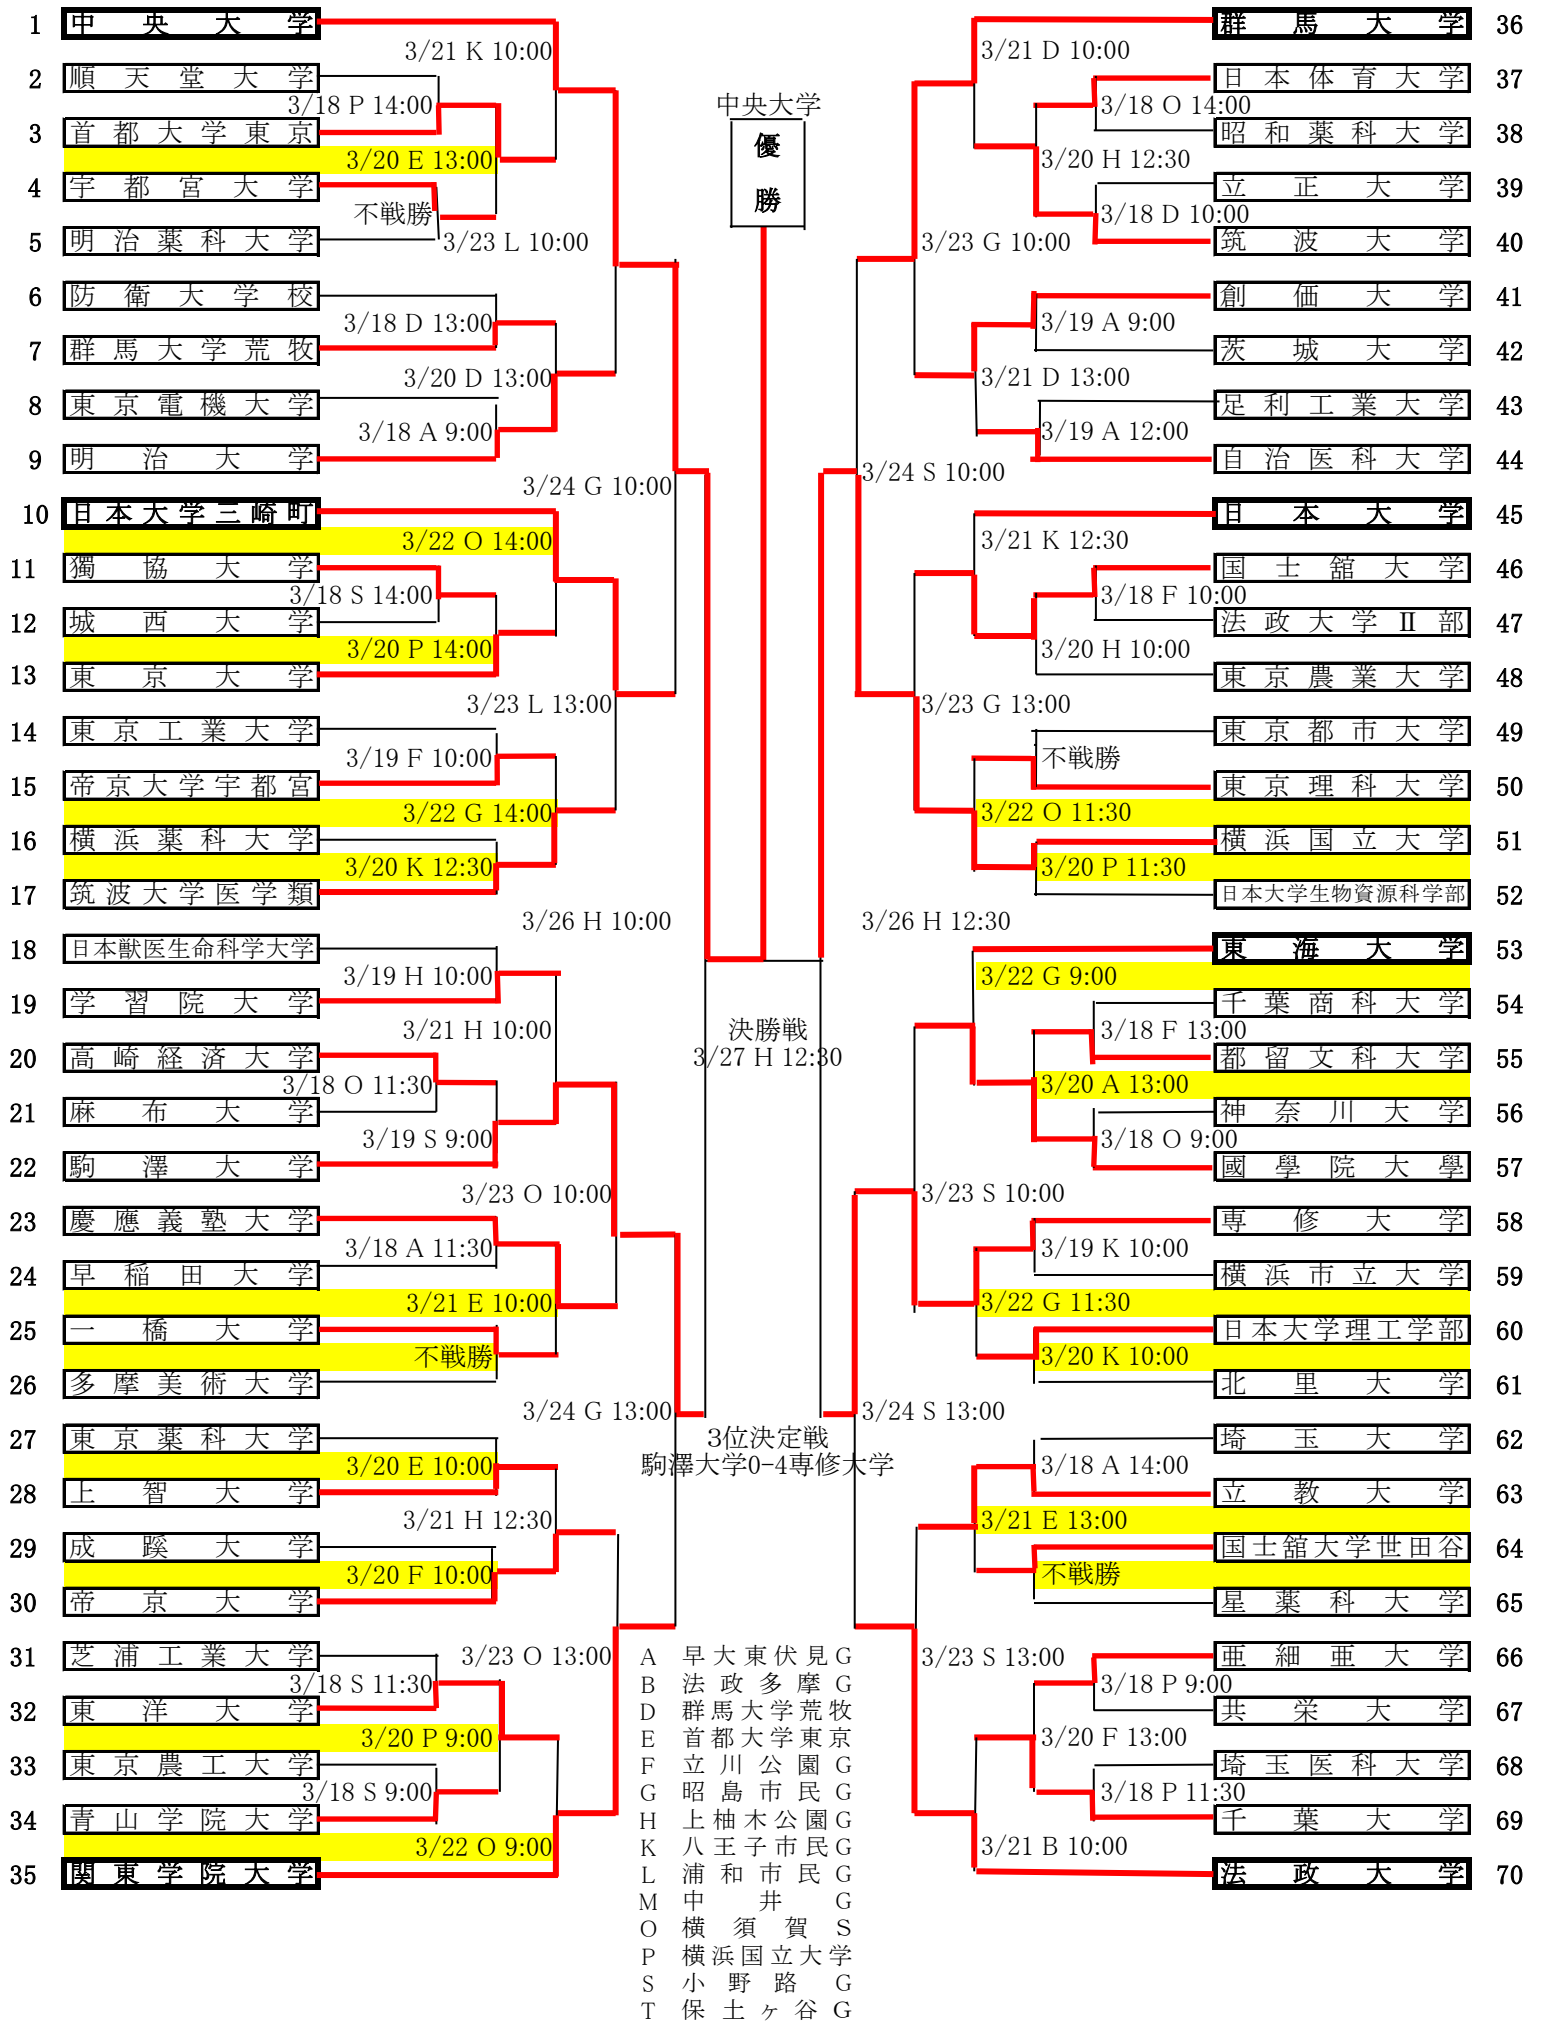 1 中央大学
3/21 K 10:00
2 順天堂大学
3/18 P 14:00
3 首都大学東京
3/20 E 13:00
4 宇都宮大学
不戦勝
5 明治薬科大学
3/23 L 10:00
6 防衛大学校
3/18 D 13:00
7 群馬大学荒牧
3/20 D 13:00
8 東京電機大学
3/18 A 9:00
9 明治大学
3/24 G 10:00
10 日本大学三崎町
3/22 O 14:00
11 獨協大学
3/18 S 14:00
12 城西大学
3/20 P 14:00
13 東京大学
3/23 L 13:00
14 東京工業大学
3/19 F 10:00
15 帝京大学宇都宮
3/22 G 14:00
16 横浜薬科大学
3/20 K 12:30
17 筑波大学医学類
3/26 H 10:00
18 日本獣医生命科学大学
3/19 H 10:00
19 学習院大学
3/21 H 10:00
20 高崎経済大学
3/18 O 11:30
21 麻布大学
3/19 S 9:00
22 駒澤大学
3/23 O 10:00
23 慶應義塾大学
3/18 A 11:30
24 早稲田大学
3/21 E 10:00
25 一橋大学
不戦勝
26 多摩美術大学
3/24 G 13:00
27 東京薬科大学
3/20 E 10:00
28 上智大学
3/21 H 12:30
29 成蹊大学
3/20 F 10:00
30 帝京大学
31 芝浦工業大学
3/23 O 13:00
3/18 S 11:30
32 東洋大学
3/20 P 9:00
33 東京農工大学
3/18 S 9:00
34 青山学院大学
3/22 O 9:00
35 関東学院大学
中央大学
優
勝
決勝戦
3/27 H 12:30
3位決定戦
駒澤大学0-4専修大学
A 早大東伏見G
B 法政多摩G
D 群馬大学荒牧
E 首都大学東京
F 立川公園G
G 昭島市民G
H 上柚木公園G
K 八王子市民G
L 浦和市民G
M 中井G
O 横須賀S
P 横浜国立大学
S 小野路G
T 保土ヶ谷G
群馬大学 36
3/21 D 10:00
日本体育大学 37
3/18 O 14:00
昭和薬科大学 38
3/20 H 12:30
立正大学 39
3/18 D 10:00
筑波大学 40
3/23 G 10:00
創価大学 41
3/19 A 9:00
茨城大学 42
3/21 D 13:00
足利工業大学 43
3/19 A 12:00
自治医科大学 44
3/24 S 10:00
日本大学 45
3/21 K 12:30
国士舘大学 46
3/18 F 10:00
法政大学Ⅱ部 47
3/20 H 10:00
東京農業大学 48
3/23 G 13:00
東京都市大学 49
不戦勝
東京理科大学 50
3/22 O 11:30
横浜国立大学 51
3/20 P 11:30
日本大学生物資源科学部 52
3/26 H 12:30
東海大学 53
3/22 G 9:00
千葉商科大学 54
3/18 F 13:00
都留文科大学 55
3/20 A 13:00
神奈川大学 56
3/18 O 9:00
國學院大學 57
3/23 S 10:00
専修大学 58
3/19 K 10:00
横浜市立大学 59
3/22 G 11:30
日本大学理工学部 60
3/20 K 10:00
北里大学 61
3/24 S 13:00
埼玉大学 62
3/18 A 14:00
立教大学 63
3/21 E 13:00
国士舘大学世田谷 64
不戦勝
星薬科大学 65
3/23 S 13:00
亜細亜大学 66
3/18 P 9:00
共栄大学 67
3/20 F 13:00
埼玉医科大学 68
3/18 P 11:30
千葉大学 69
3/21 B 10:00
法政大学 70